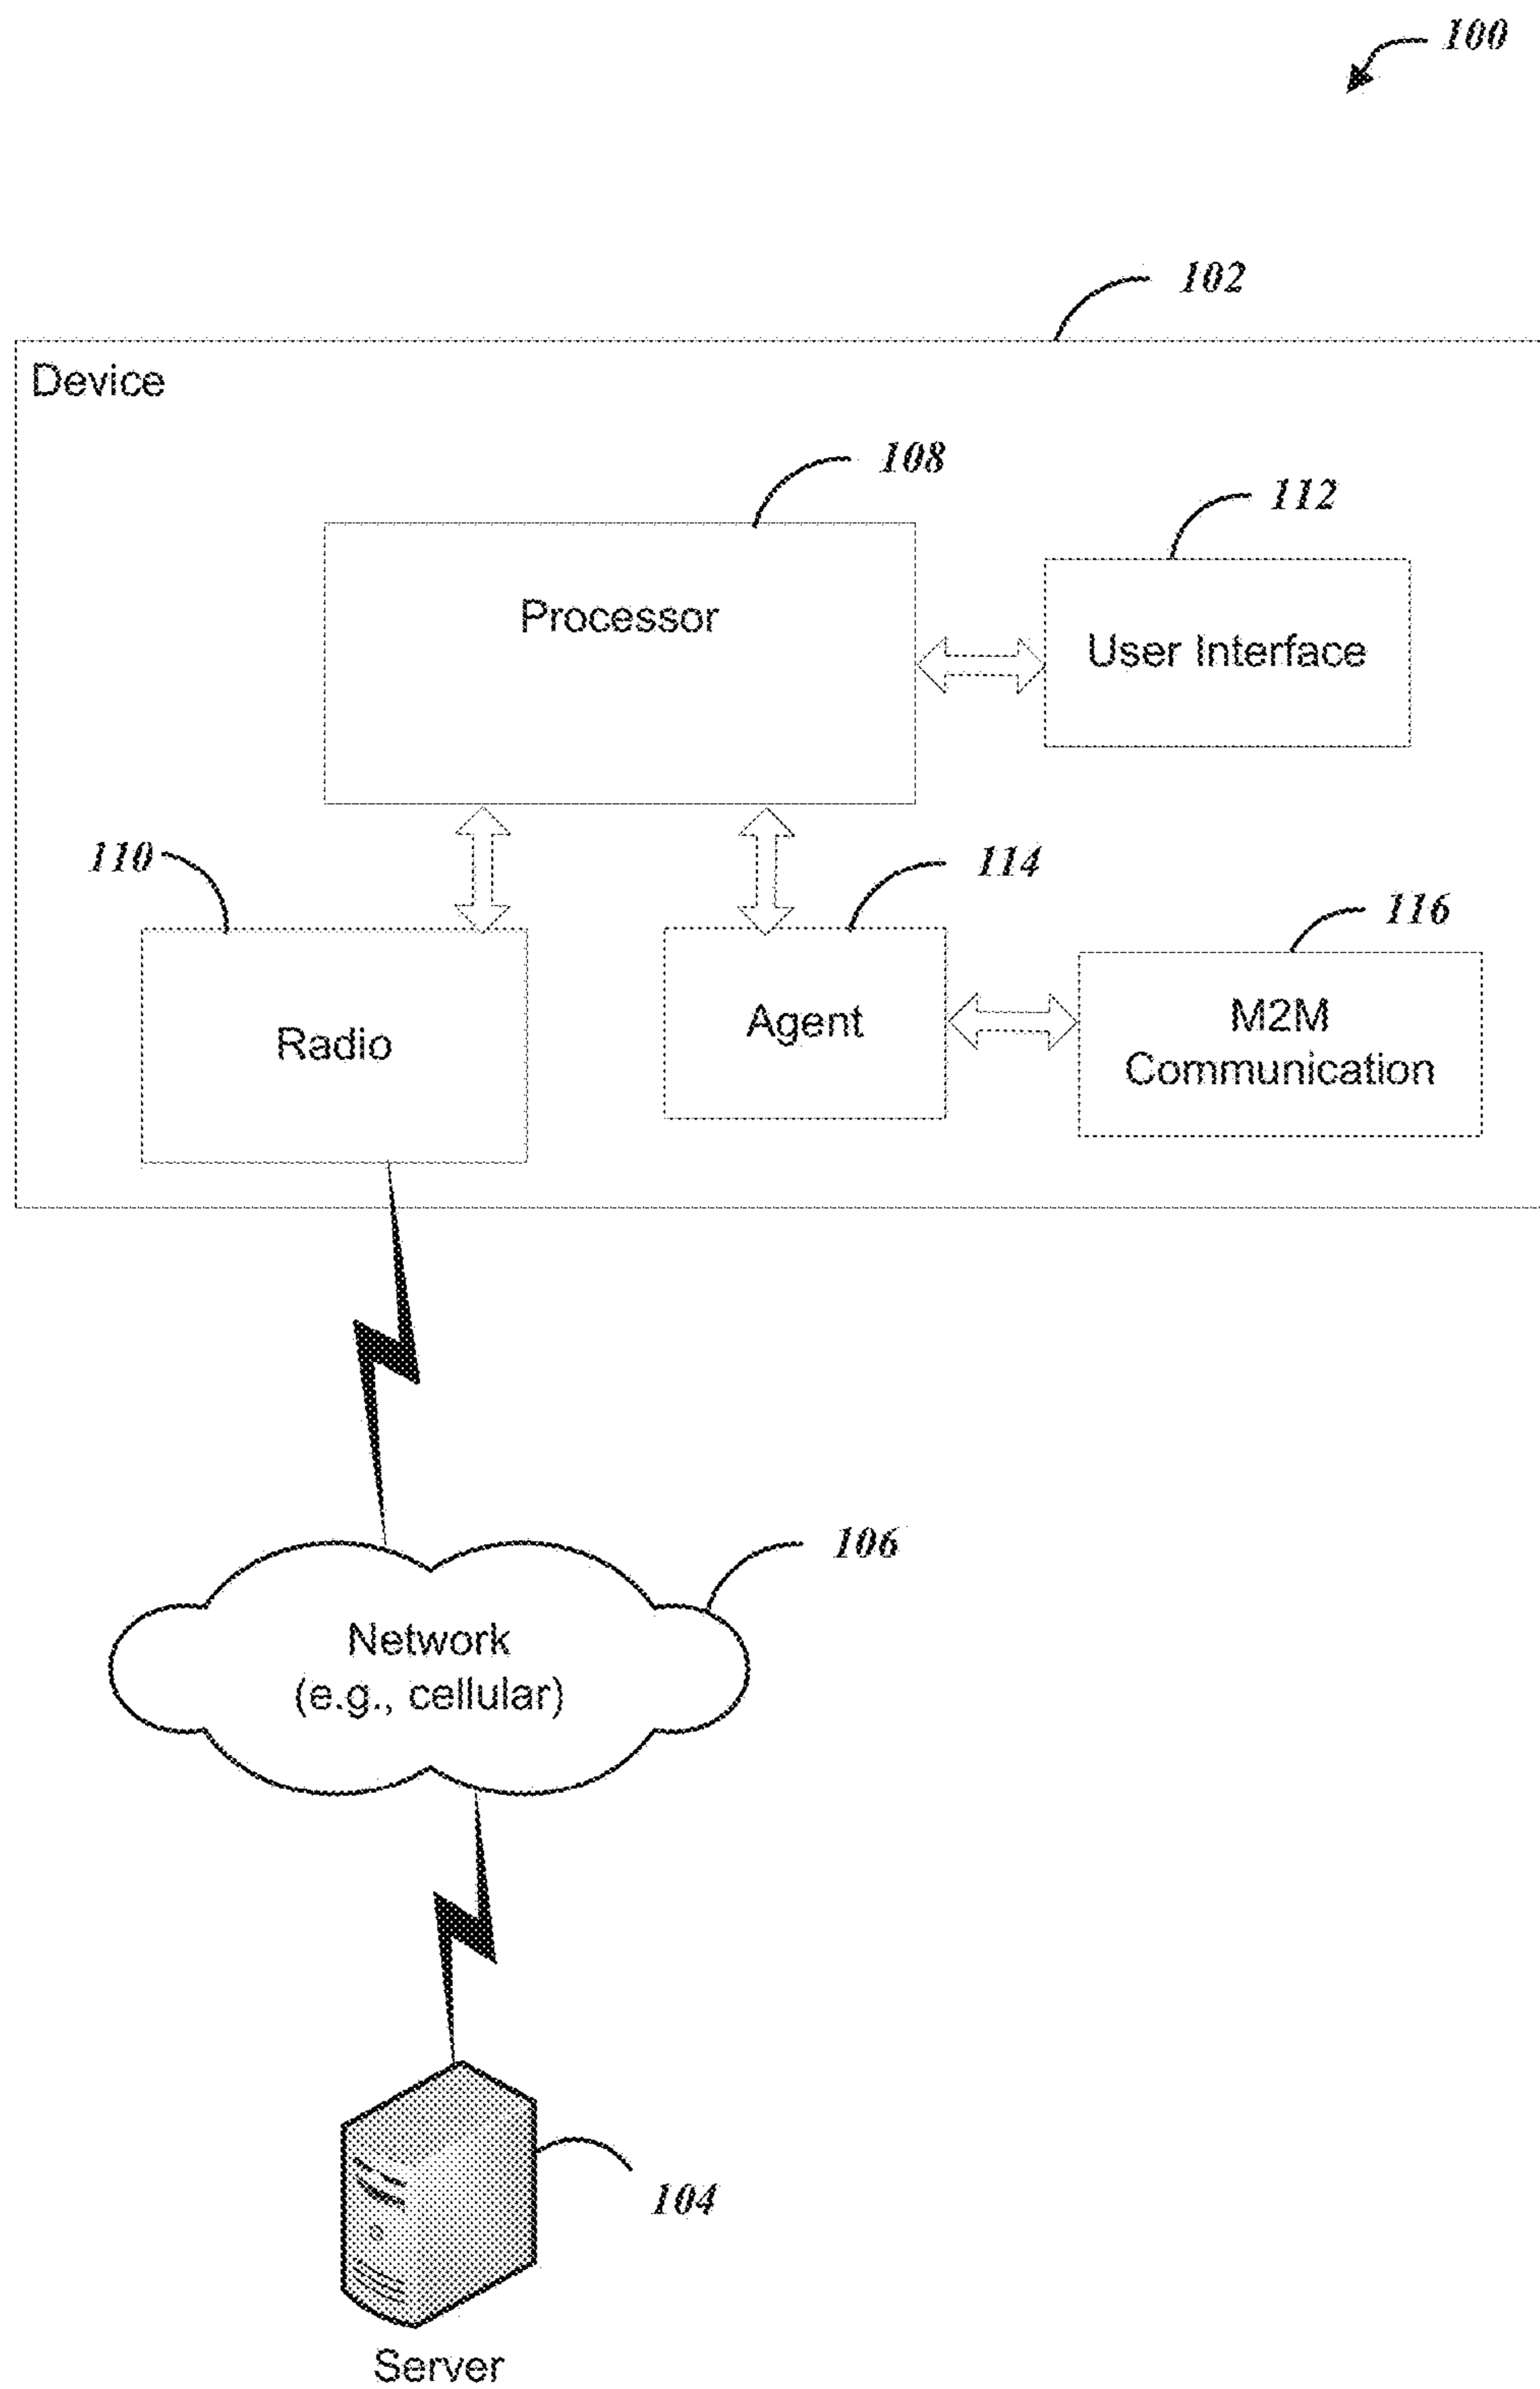 100
102
Device
108
112
Processor
User Interface
110
114
116
Radio
Agent
M2M
Communication
106
Network
(e.g., cellular)
104
Server